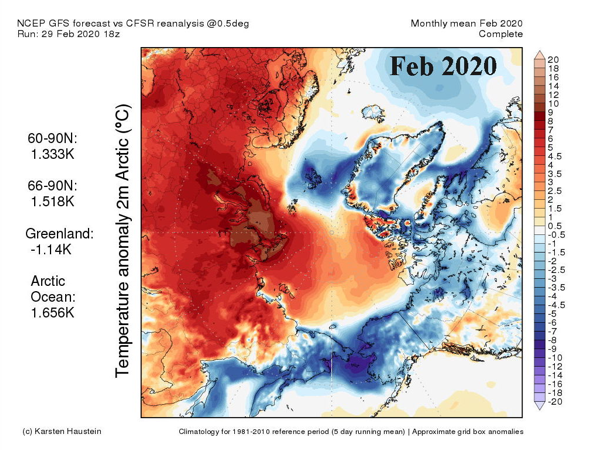 NCEP GFS forecast vs CFSR reanalysis @0.5deg
Run: 29 Feb 2020 18z
Monthly mean Feb 2020
Complete
Feb 2020
60-90N:
1.333K
66-90N:
1.518K
Greenland:
-1.14K
Arctic
Ocean:
1.656K
Temperature anomaly 2m Arctic (ºC)
20
18
16
14
12
10
9
8
7
6
5
4.5
4
3.5
3
2.5
2
1.5
1
0.5
-0.5
-1
-1.5
-2
-2.5
-3
-3.5
-4
-4.5
-5
-6
-7
-8
-9
-10
-12
-14
-16
-18
-20
(c) Karsten Haustein
Climatology for 1981-2010 reference period (5 day running mean) | Approximate grid box anomalies